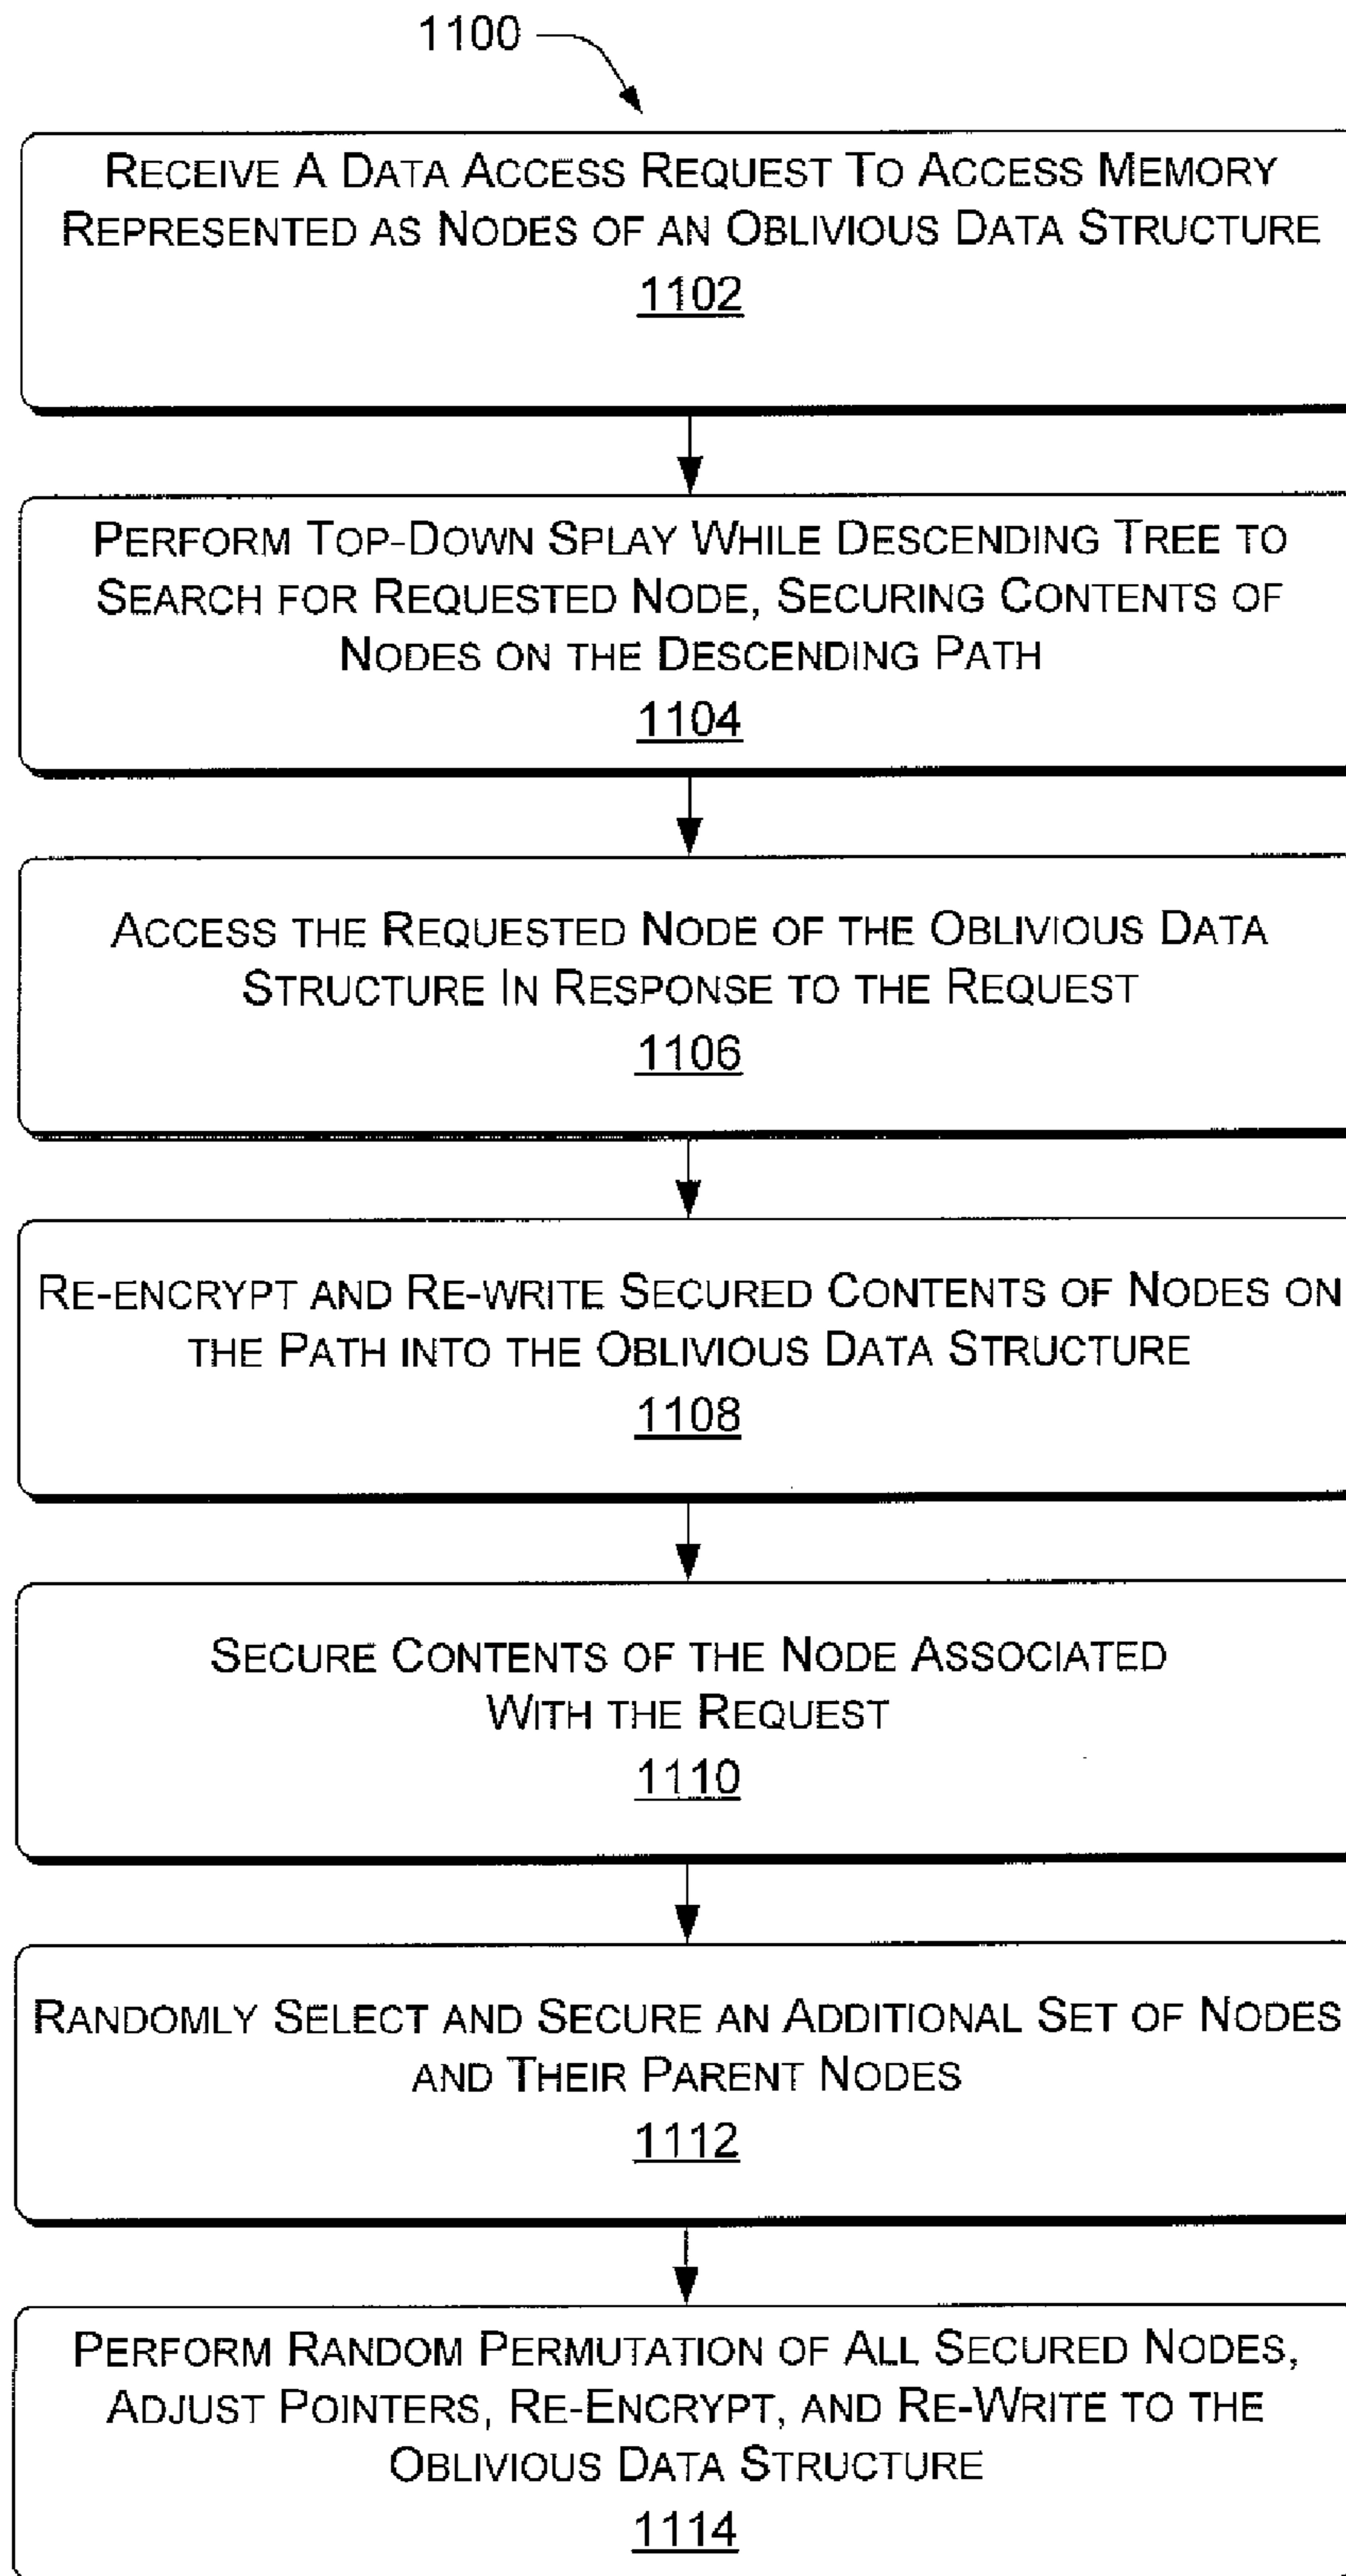 1100
RECEIVE A DATA ACCESS REQUEST TO ACCESS MEMORY
REPRESENTED AS NODES OF AN OBLIVIOUS DATA STRUCTURE
1102
PERFORM TOP-DOWN SPLAY WHILE DESCENDING TREE TO
SEARCH FOR REQUESTED NODE, SECURING CONTENTS OF
NODES ON THE DESCENDING PATH
1104
ACCESS THE REQUESTED NODE OF THE OBLIVIOUS DATA
STRUCTURE IN RESPONSE TO THE REQUEST
1106
RE-ENCRYPT AND RE-WRITE SECURED CONTENTS OF NODES ON
THE PATH INTO THE OBLIVIOUS DATA STRUCTURE
1108
SECURE CONTENTS OF THE NODE ASSOCIATED
WITH THE REQUEST
1110
RANDOMLY SELECT AND SECURE AN ADDITIONAL SET OF NODES
AND THEIR PARENT NODES
1112
PERFORM RANDOM PERMUTATION OF ALL SECURED NODES,
ADJUST POINTERS, RE-ENCRYPT, AND RE-WRITE TO THE
OBLIVIOUS DATA STRUCTURE
1114